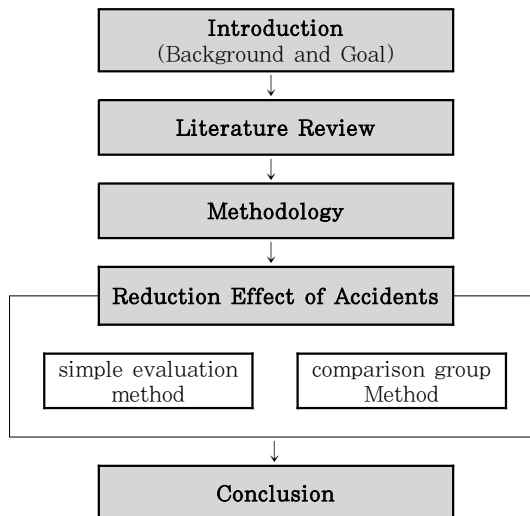 Introduction
(Background and Goal)
Literature Review
Methodology
Reduction Effect of Accidents
simple evaluation
method
comparison group
Method
Conclusion